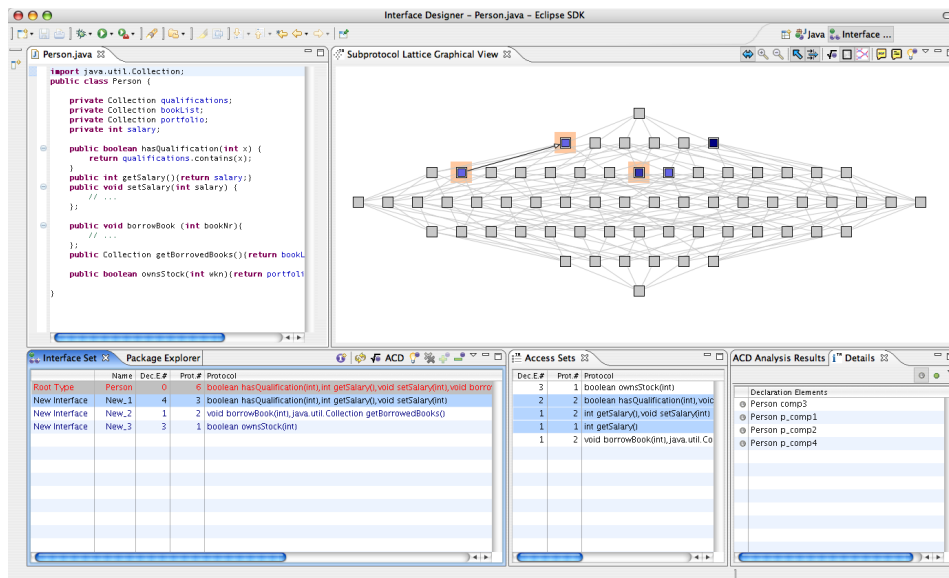 Interface Designer - Person.java - Eclipse SDK
Java Interface ...
Person.java
import java.util.Collection;
public class Person {
private Collection qualifications;
private Collection bookList;
private Collection portfolio;
private int salary;
public boolean hasQualification(int x) {
return qualifications.contains(x);
}
public int getSalary(){return salary;}
public void setSalary(int salary) {
// ...
};
public void borrowBook (int bookNr){
// ...
};
public Collection getBorrovedBooks(){return bookL
public boolean ownsStock(int wkn){return portfoli
}
Subprotocol Lattice Graphical View
Interface Set Package Explorer ACD
Name Dec.E.# Prot.# Protocol
Root Type Person 0 6 boolean hasQualification(int),int getSalary(),void setSalary(int),void borrow
New Interface New_1 4 3 boolean hasQualification(int),int getSalary(),void setSalary(int)
New Interface New_2 1 2 void borrowBook(int),java.util.Collection getBorrowedBooks()
New Interface New_3 3 1 boolean ownsStock(int)
Access Sets
Dec.E.# Prot.# Protocol
3 1 boolean ownsStock(int)
2 2 boolean hasQualification(int),voic
1 2 int getSalary(),void setSalary(int)
1 1 int getSalary()
1 2 void borrowBook(int),java.util.Co
ACD Analysis Results Details
Declaration Elements
Person comp3
Person p_comp1
Person p_comp2
Person p_comp4